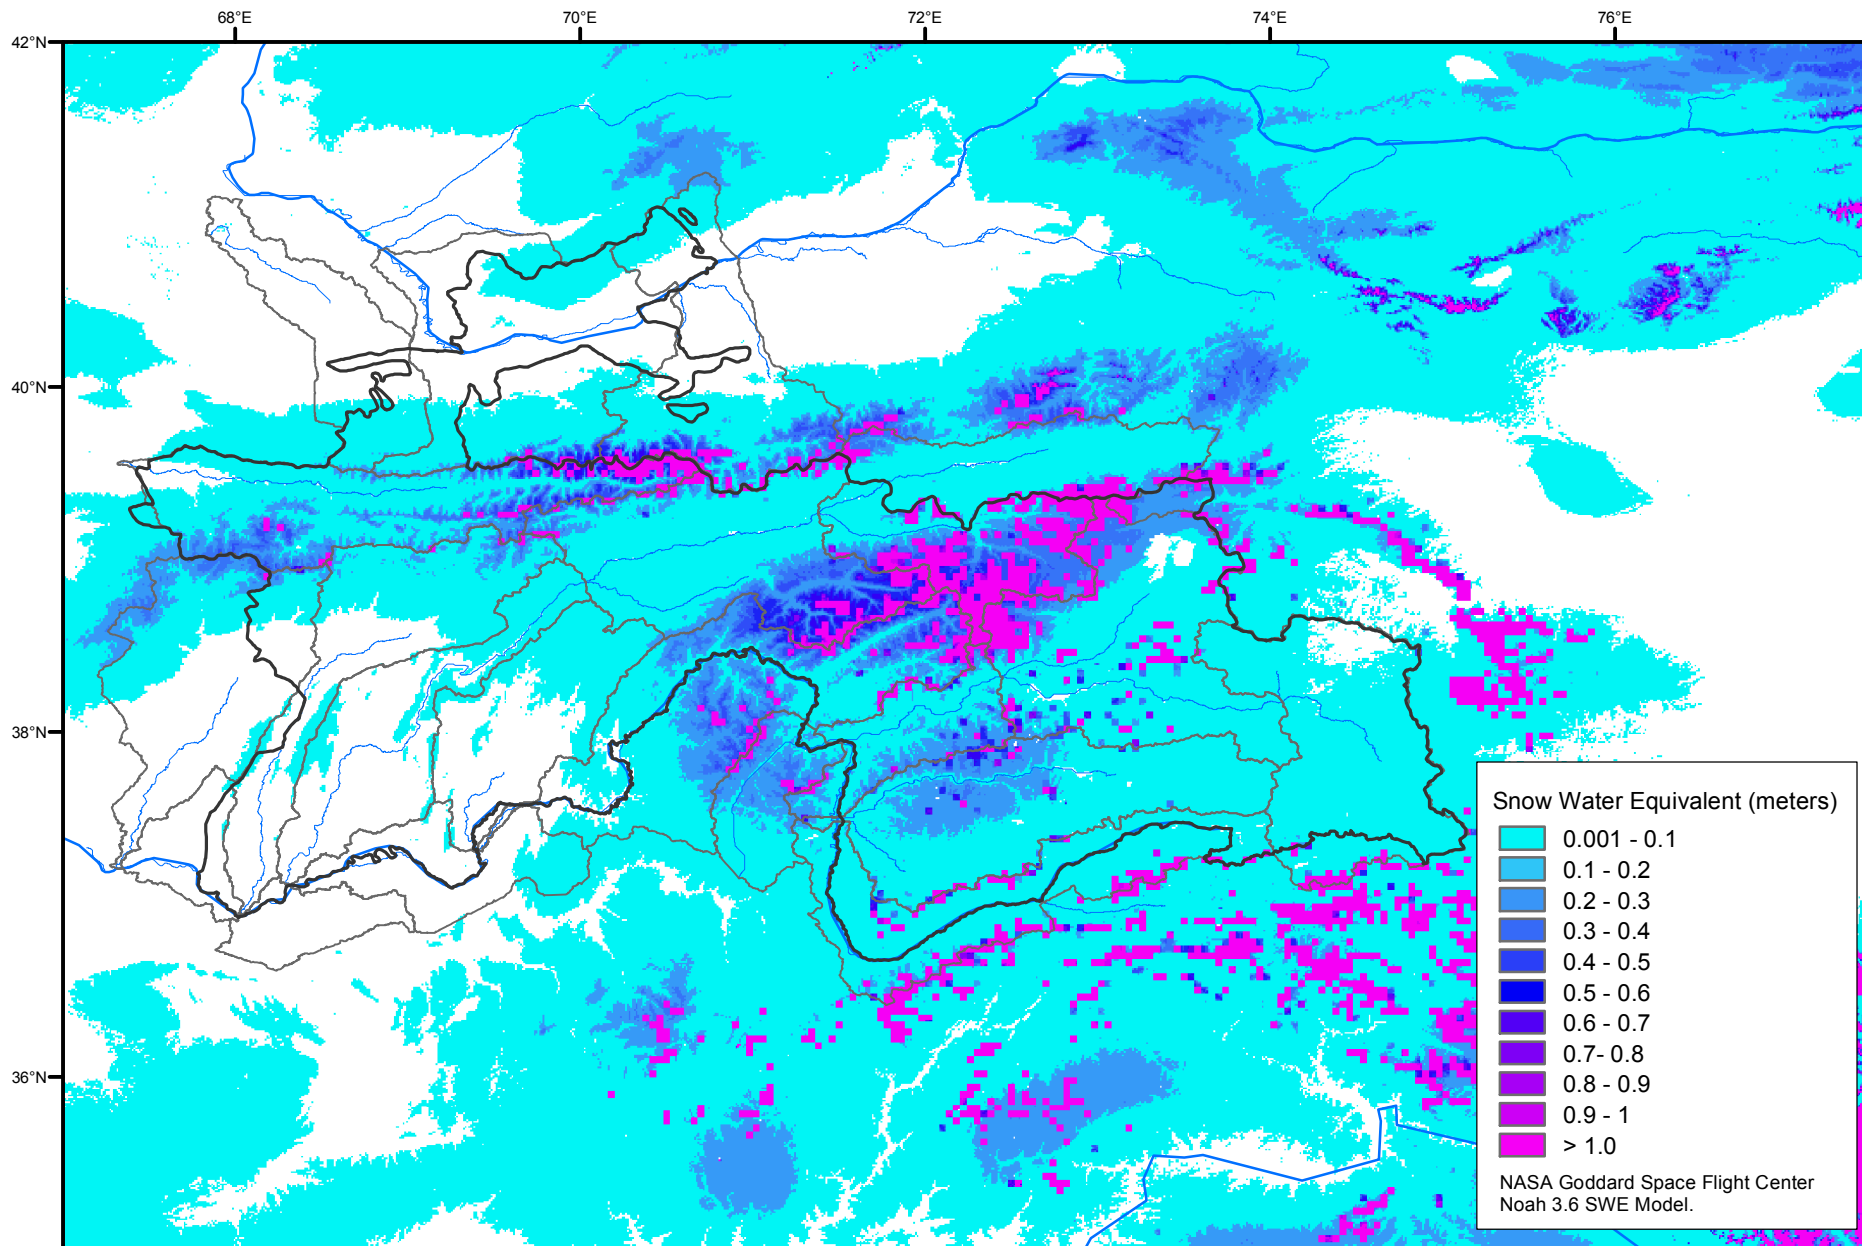 68°E 70°E 72°E 74°E 76°E
42°N
40°N
38°N
36°N
Snow Water Equivalent (meters)
0.001 - 0.1
0.1 - 0.2
0.2 - 0.3
0.3 - 0.4
0.4 - 0.5
0.5 - 0.6
0.6 - 0.7
0.7- 0.8
0.8 - 0.9
0.9 - 1
> 1.0
NASA Goddard Space Flight Center
Noah 3.6 SWE Model.